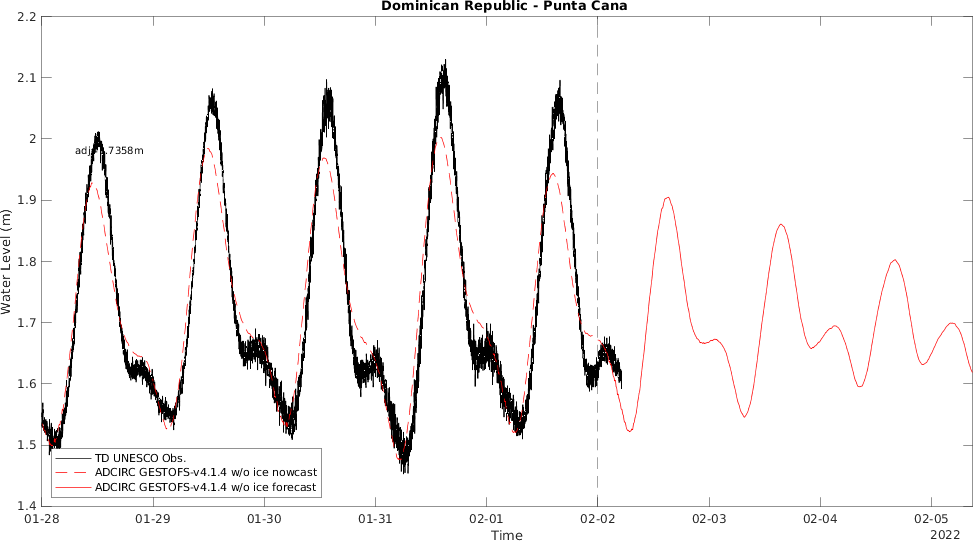 Dominican Republic - Punta Cana
2.2
2.1
2
1.9
1.8
1.7
1.6
1.5
1.4
Water Level (m)
.7358m
TD UNESCO Obs.
ADCIRC GESTOFS-v4.1.4 w/o ice nowcast
ADCIRC GESTOFS-v4.1.4 w/o ice forecast
01-28 01-29 01-30 01-31 02-01 02-02 02-03 02-04 02-05
Time
2022